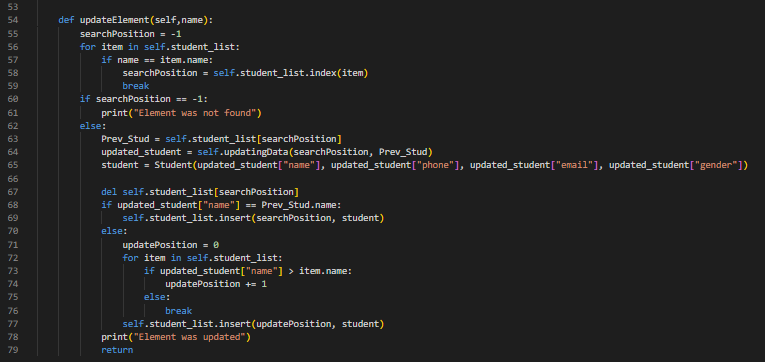 53
54 def updateElement(self,name):
55 searchPosition = -1
56 for item in self.student_list:
57 if name == item.name:
58 searchPosition = self.student_list.index(item)
59 break
60 if searchPosition == -1:
61 print("Element was not found")
62 else:
63 Prev_Stud = self.student_list[searchPosition]
64 updated_student = self.updatingData(searchPosition, Prev_Stud)
65 student = Student(updated_student["name"], updated_student["phone"], updated_student["email"], updated_student["gender"])
66
67 del self.student_list[searchPosition]
68 if updated_student["name"] == Prev_Stud.name:
69 self.student_list.insert(searchPosition, student)
70 else:
71 updatePosition = 0
72 for item in self.student_list:
73 if updated_student["name"] > item.name:
74 updatePosition += 1
75 else:
76 break
77 self.student_list.insert(updatePosition, student)
78 print("Element was updated")
79 return